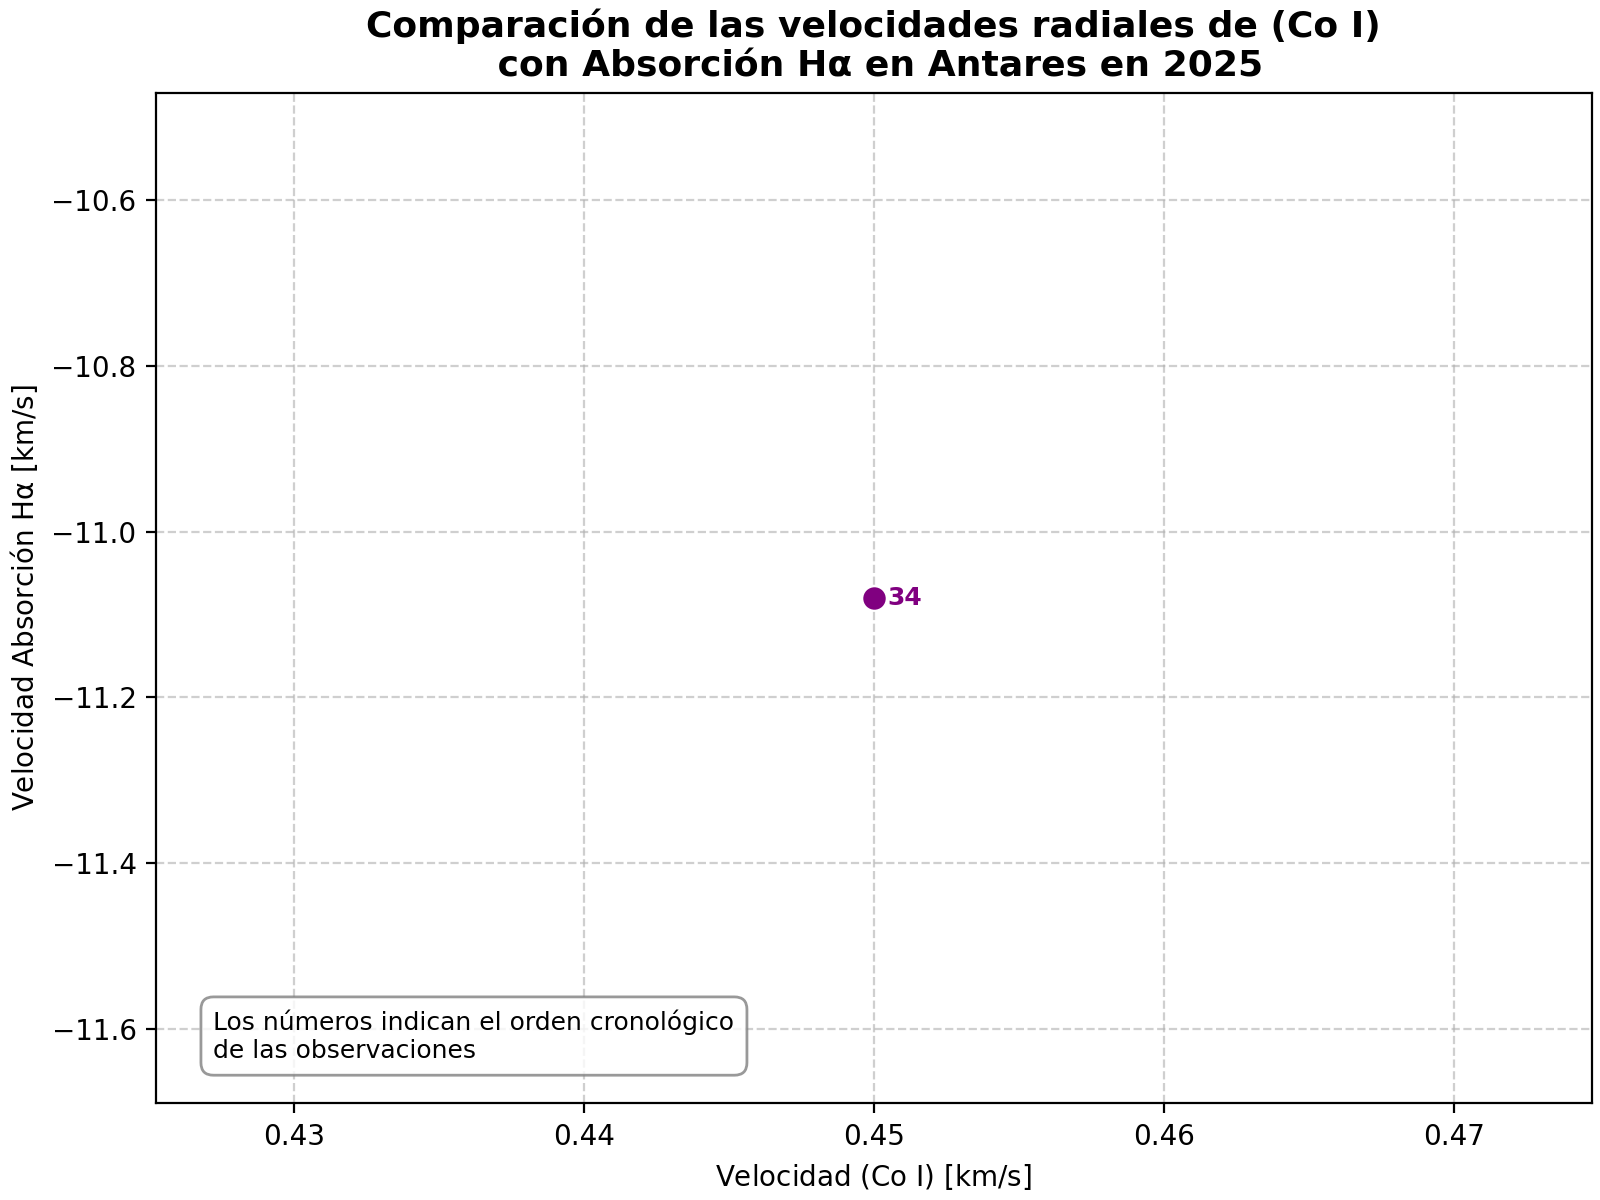 Comparación de las velocidades radiales de (Co I)
con Absorción Hα en Antares en 2025
Velocidad Absorción Hα [km/s]
−10.6
−10.8
−11.0
−11.2
−11.4
−11.6
34
Los números indican el orden cronológico
de las observaciones
0.43 0.44 0.45 0.46 0.47
Velocidad (Co I) [km/s]